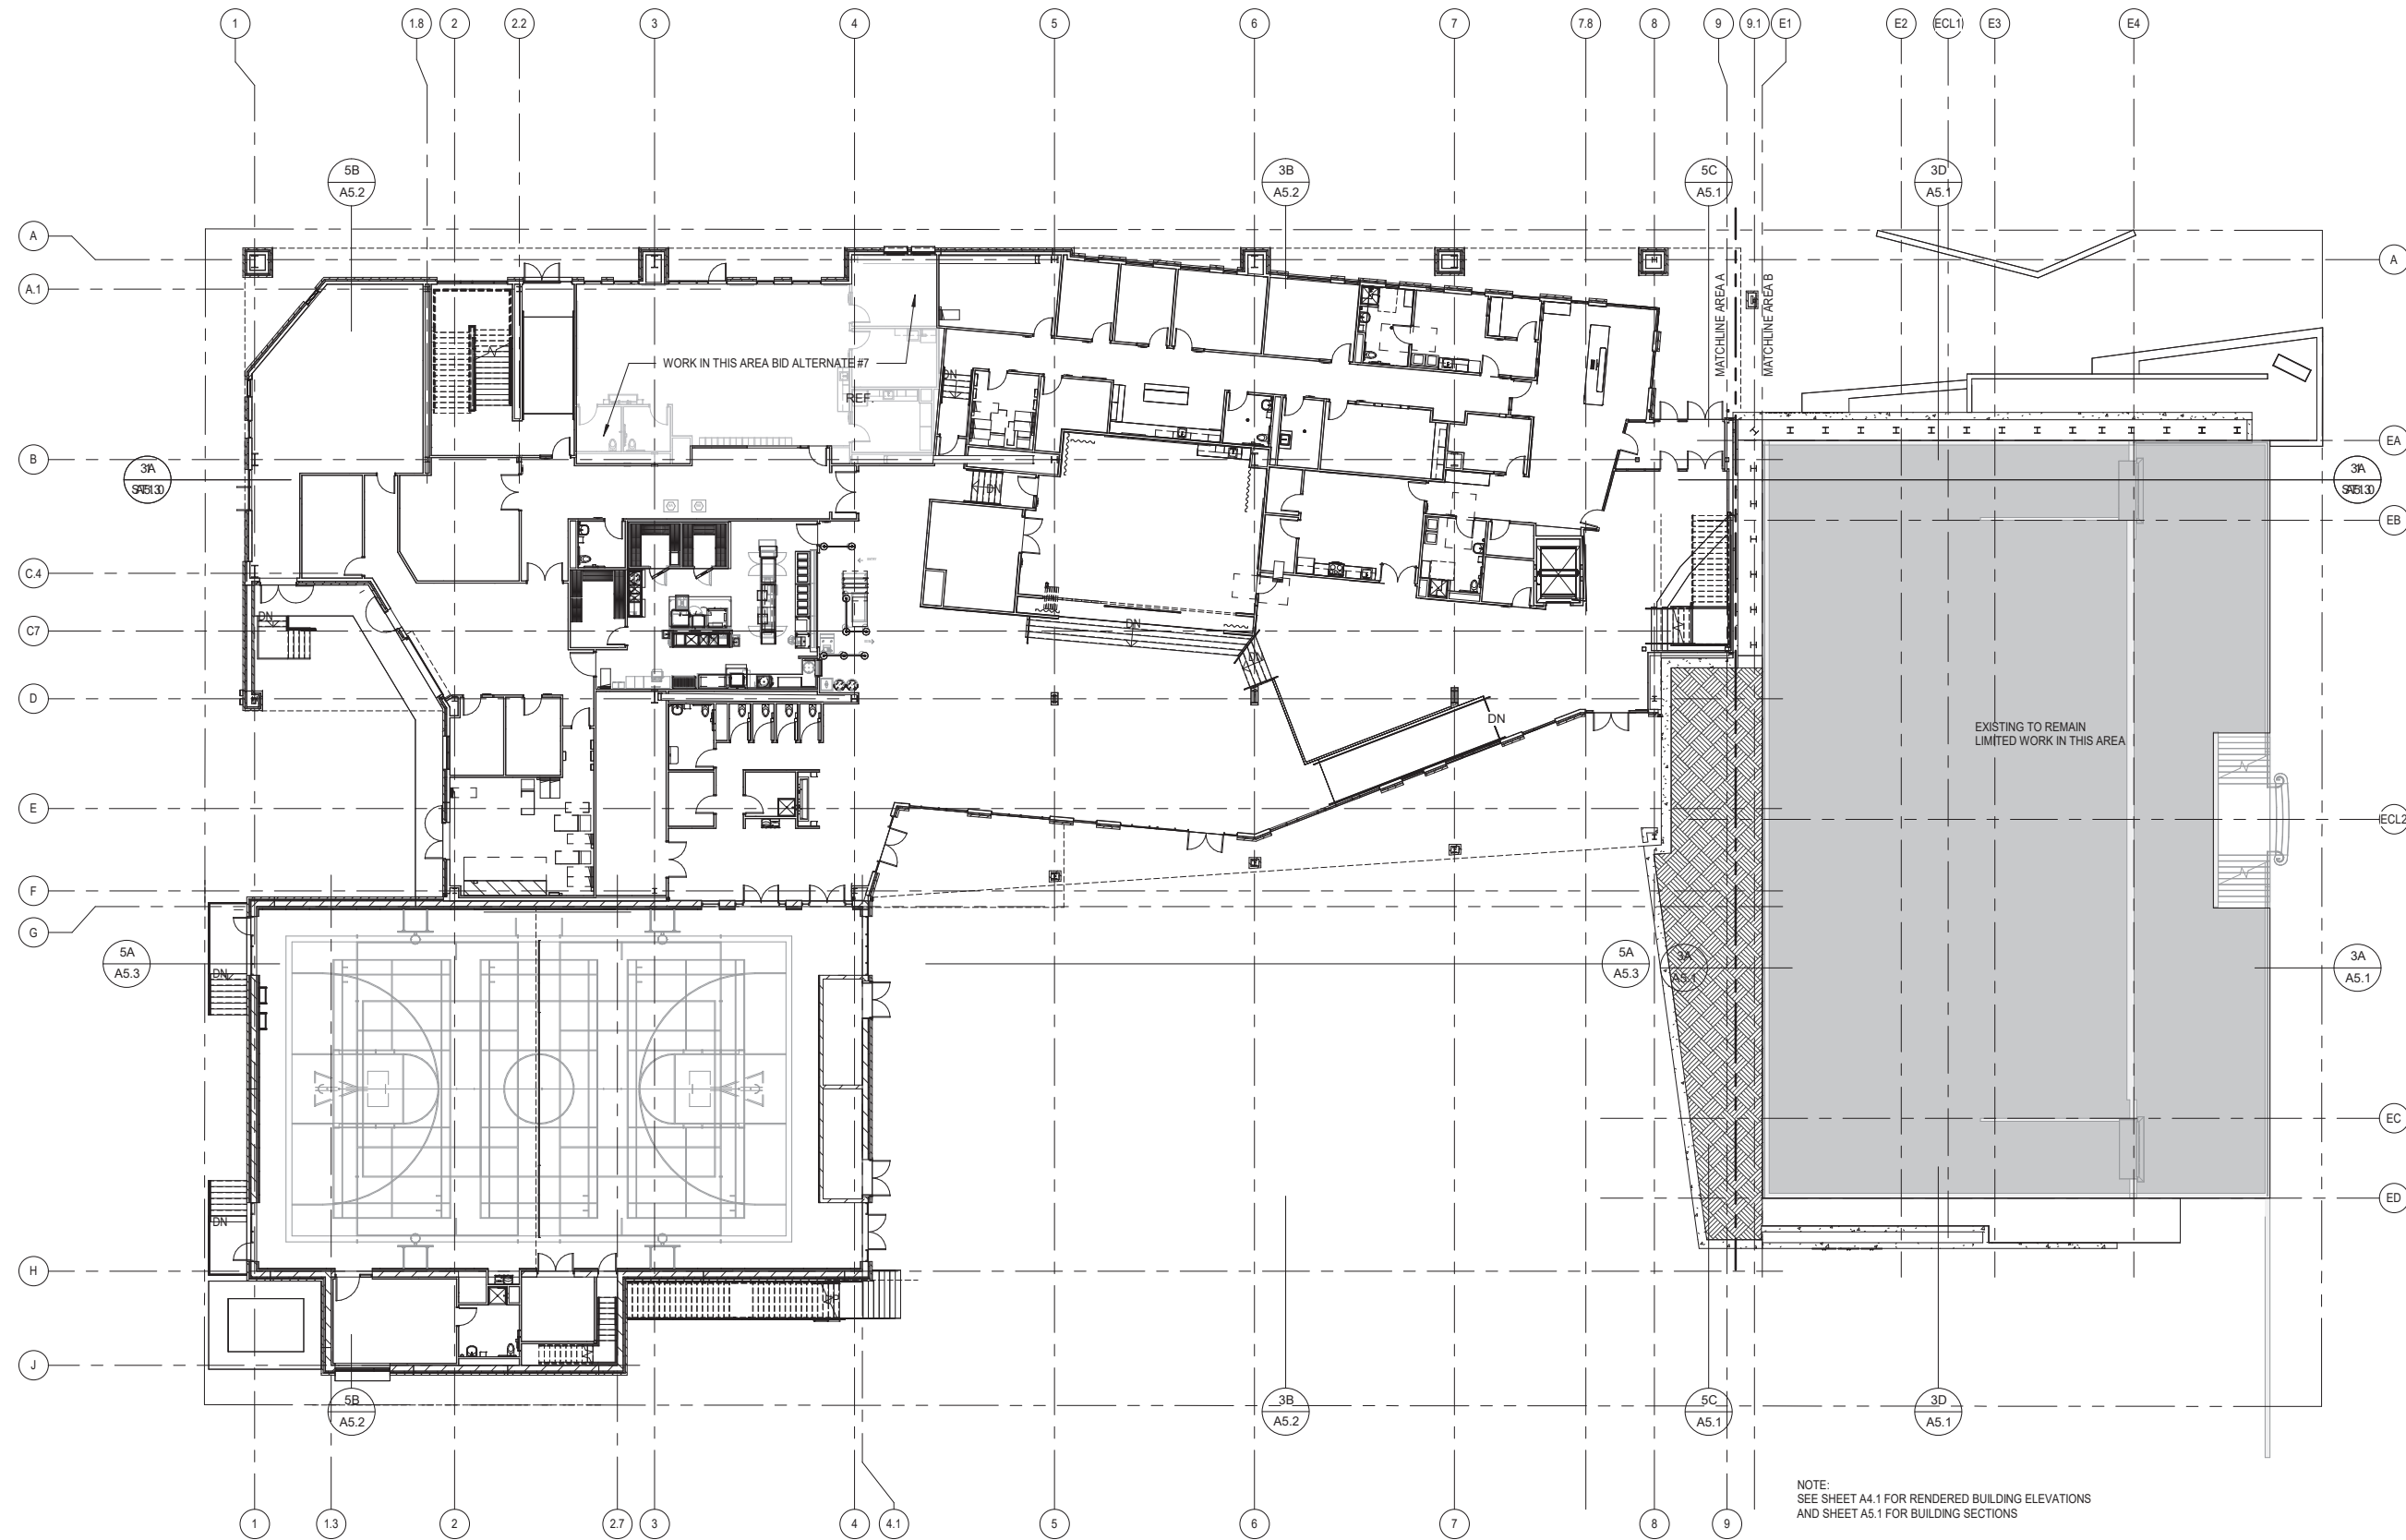 1
1.8
2
2.2
3
4
5
6
7
7.8
8
9
9.1
E1
E2
ECL1
E3
E4
5B
A5.2
3B
A5.2
5C
A5.1
3D
A5.1
A
A
A.1
MATCHLINE AREA A
MATCHLINE AREA B
WORK IN THIS AREA BID ALTERNATE #7
DN
REF.
B
EA
DN
EB
C.4
DN
C7
DN
DN
D
DN
EXISTING TO REMAIN
LIMITED WORK IN THIS AREA
E
ECL2
F
G
5A
A5.3
5A
A5.3
3A
A5.1
3A
A5.1
DN
EC
ED
DN
H
J
5B
A5.2
3B
A5.2
5C
A5.1
3D
A5.1
NOTE:
SEE SHEET A4.1 FOR RENDERED BUILDING ELEVATIONS
AND SHEET A5.1 FOR BUILDING SECTIONS
1
1.3
2
2.7
3
4
4.1
5
6
7
8
9